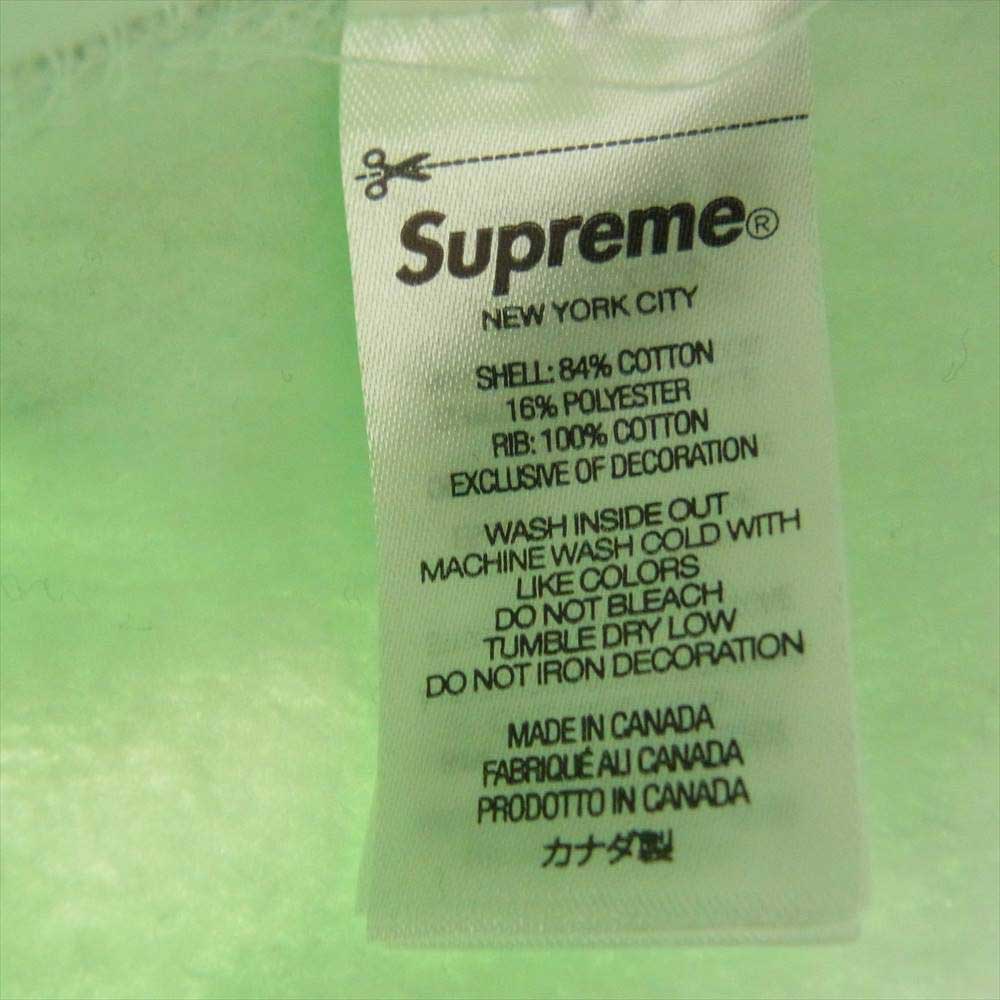 Supreme®
NEW YORK CITY
SHELL: 84% COTTON
16% POLYESTER
RIB: 100% COTTON
EXCLUSIVE OF DECORATION
WASH INSIDE OUT
MACHINE WASH COLD WITH
LIKE COLORS
DO NOT BLEACH
TUMBLE DRY LOW
DO NOT IRON DECORATION
MADE IN CANADA
FABRIQUÉ AU CANADA
PRODOTTO IN CANADA
カナダ製